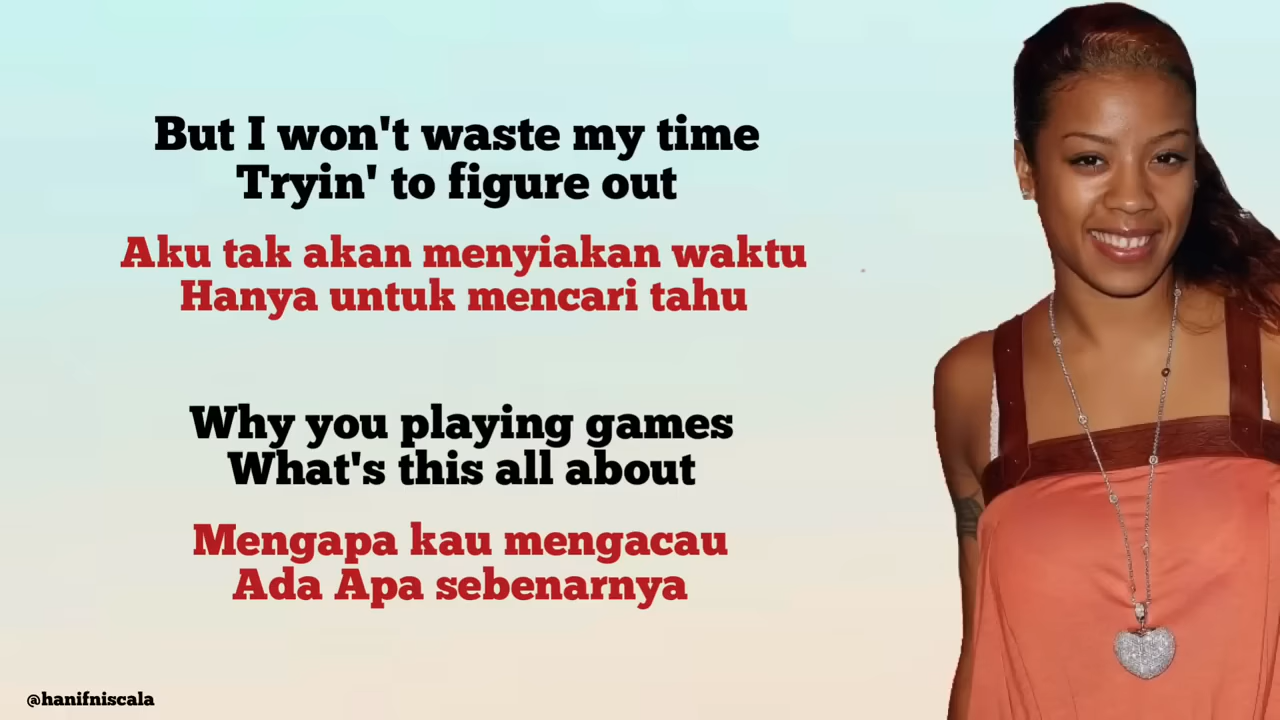 But I won't waste my time
Tryin' to figure out
Aku tak akan menyiakan waktu
Hanya untuk mencari tahu
Why you playing games
What's this all about
Mengapa kau mengacau
Ada Apa sebenarnya
@hanifniscala